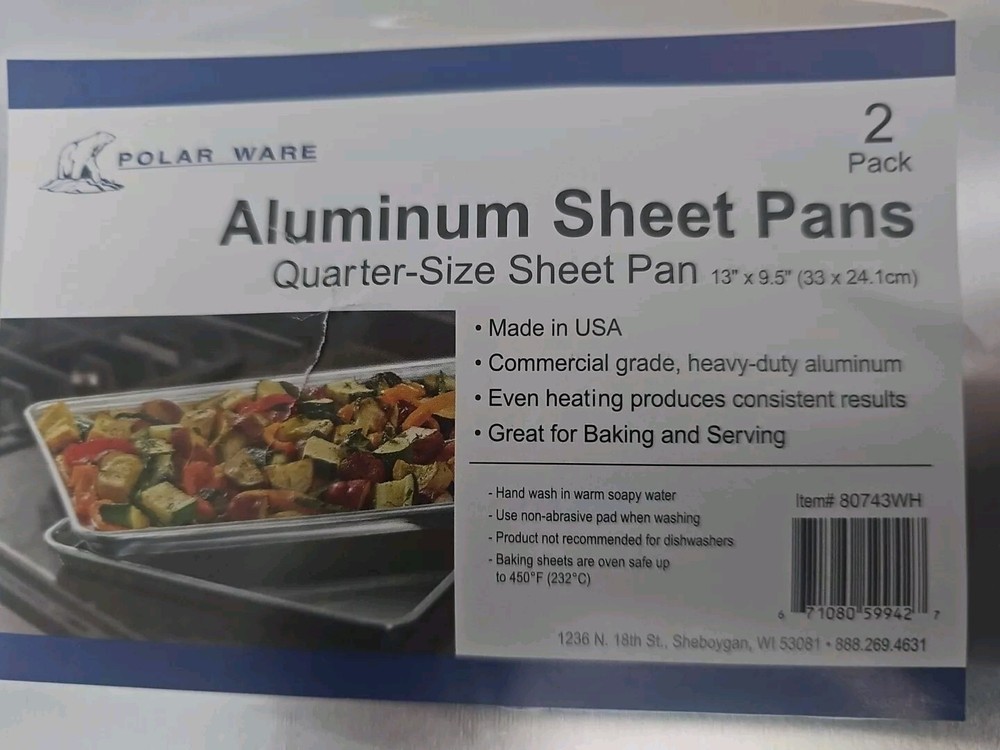 POLAR WARE
2
Pack
Aluminum Sheet Pans
Quarter-Size Sheet Pan 13" x 9.5" (33 x 24.1cm)
• Made in USA
• Commercial grade, heavy-duty aluminum
• Even heating produces consistent results
• Great for Baking and Serving
- Hand wash in warm soapy water
- Use non-abrasive pad when washing
- Product not recommended for dishwashers
- Baking sheets are oven safe up
to 450°F (232°C)
Item# 80743WH
6 71080 59942 7
1236 N. 18th St., Sheboygan, WI 53081 • 888.269.4631